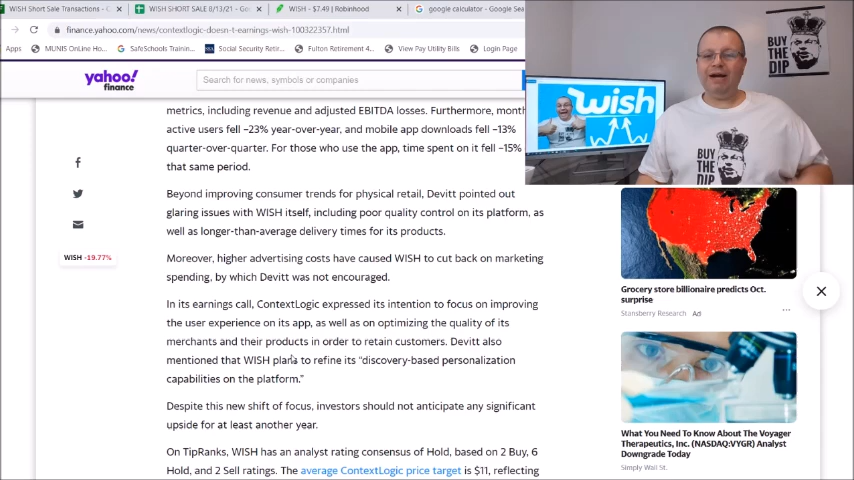 WISH Short Sale Transactions - G
WISH SHORT SALE 8/13/21 - Goo
WISH - $7.49 | Robinhood
google calculator - Google Sea
finance.yahoo.com/news/contextlogic-doesn-t-earnings-wish-100322357.html
Apps
MUNIS OnLine Ho...
SafeSchools Training...
Social Security Retir...
Fulton Retirement 4...
View Pay Utility Bills
Login Page
yahoo!
finance
Search for news, symbols or companies
wish
BUY
THE
DIP
BUY
THE
DIP
metrics, including revenue and adjusted EBITDA losses. Furthermore, month
active users fell -23% year-over-year, and mobile app downloads fell -13%
quarter-over-quarter. For those who use the app, time spent on it fell -15%
that same period.
Beyond improving consumer trends for physical retail, Devitt pointed out
glaring issues with WISH itself, including poor quality control on its platform, as
well as longer-than-average delivery times for its products.
WISH -19.77%
Moreover, higher advertising costs have caused WISH to cut back on marketing
spending, by which Devitt was not encouraged.
In its earnings call, ContextLogic expressed its intention to focus on improving
the user experience on its app, as well as on optimizing the quality of its
merchants and their products in order to retain customers. Devitt also
mentioned that WISH plans to refine its “discovery-based personalization
capabilities on the platform.”
Despite this new shift of focus, investors should not anticipate any significant
upside for at least another year.
On TipRanks, WISH has an analyst rating consensus of Hold, based on 2 Buy, 6
Hold, and 2 Sell ratings. The average ContextLogic price target is $11, reflecting
Grocery store billionaire predicts Oct.
surprise
Stansberry Research Ad
...
What You Need To Know About The Voyager
Therapeutics, Inc. (NASDAQ:VYGR) Analyst
Downgrade Today
Simply Wall St.